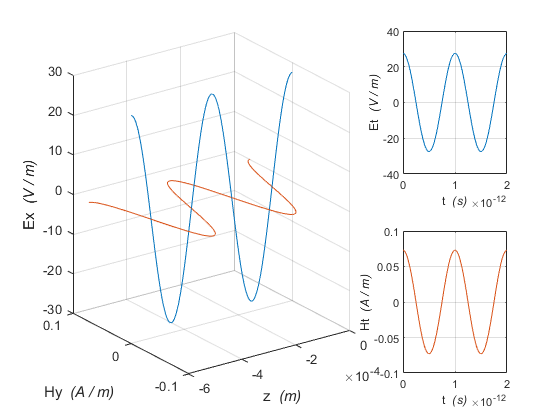 30
20
10
0
-10
-20
-30
Ex (V / m)
0.1
0
-0.1
Hy (A / m)
-6
-4
-2
0
×10⁻⁴
z (m)
40
20
0
-20
-40
Et (V / m)
0 1 2
t (s) ×10⁻¹²
0.1
0.05
0
-0.05
-0.1
Ht (A / m)
0 1 2
t (s) ×10⁻¹²